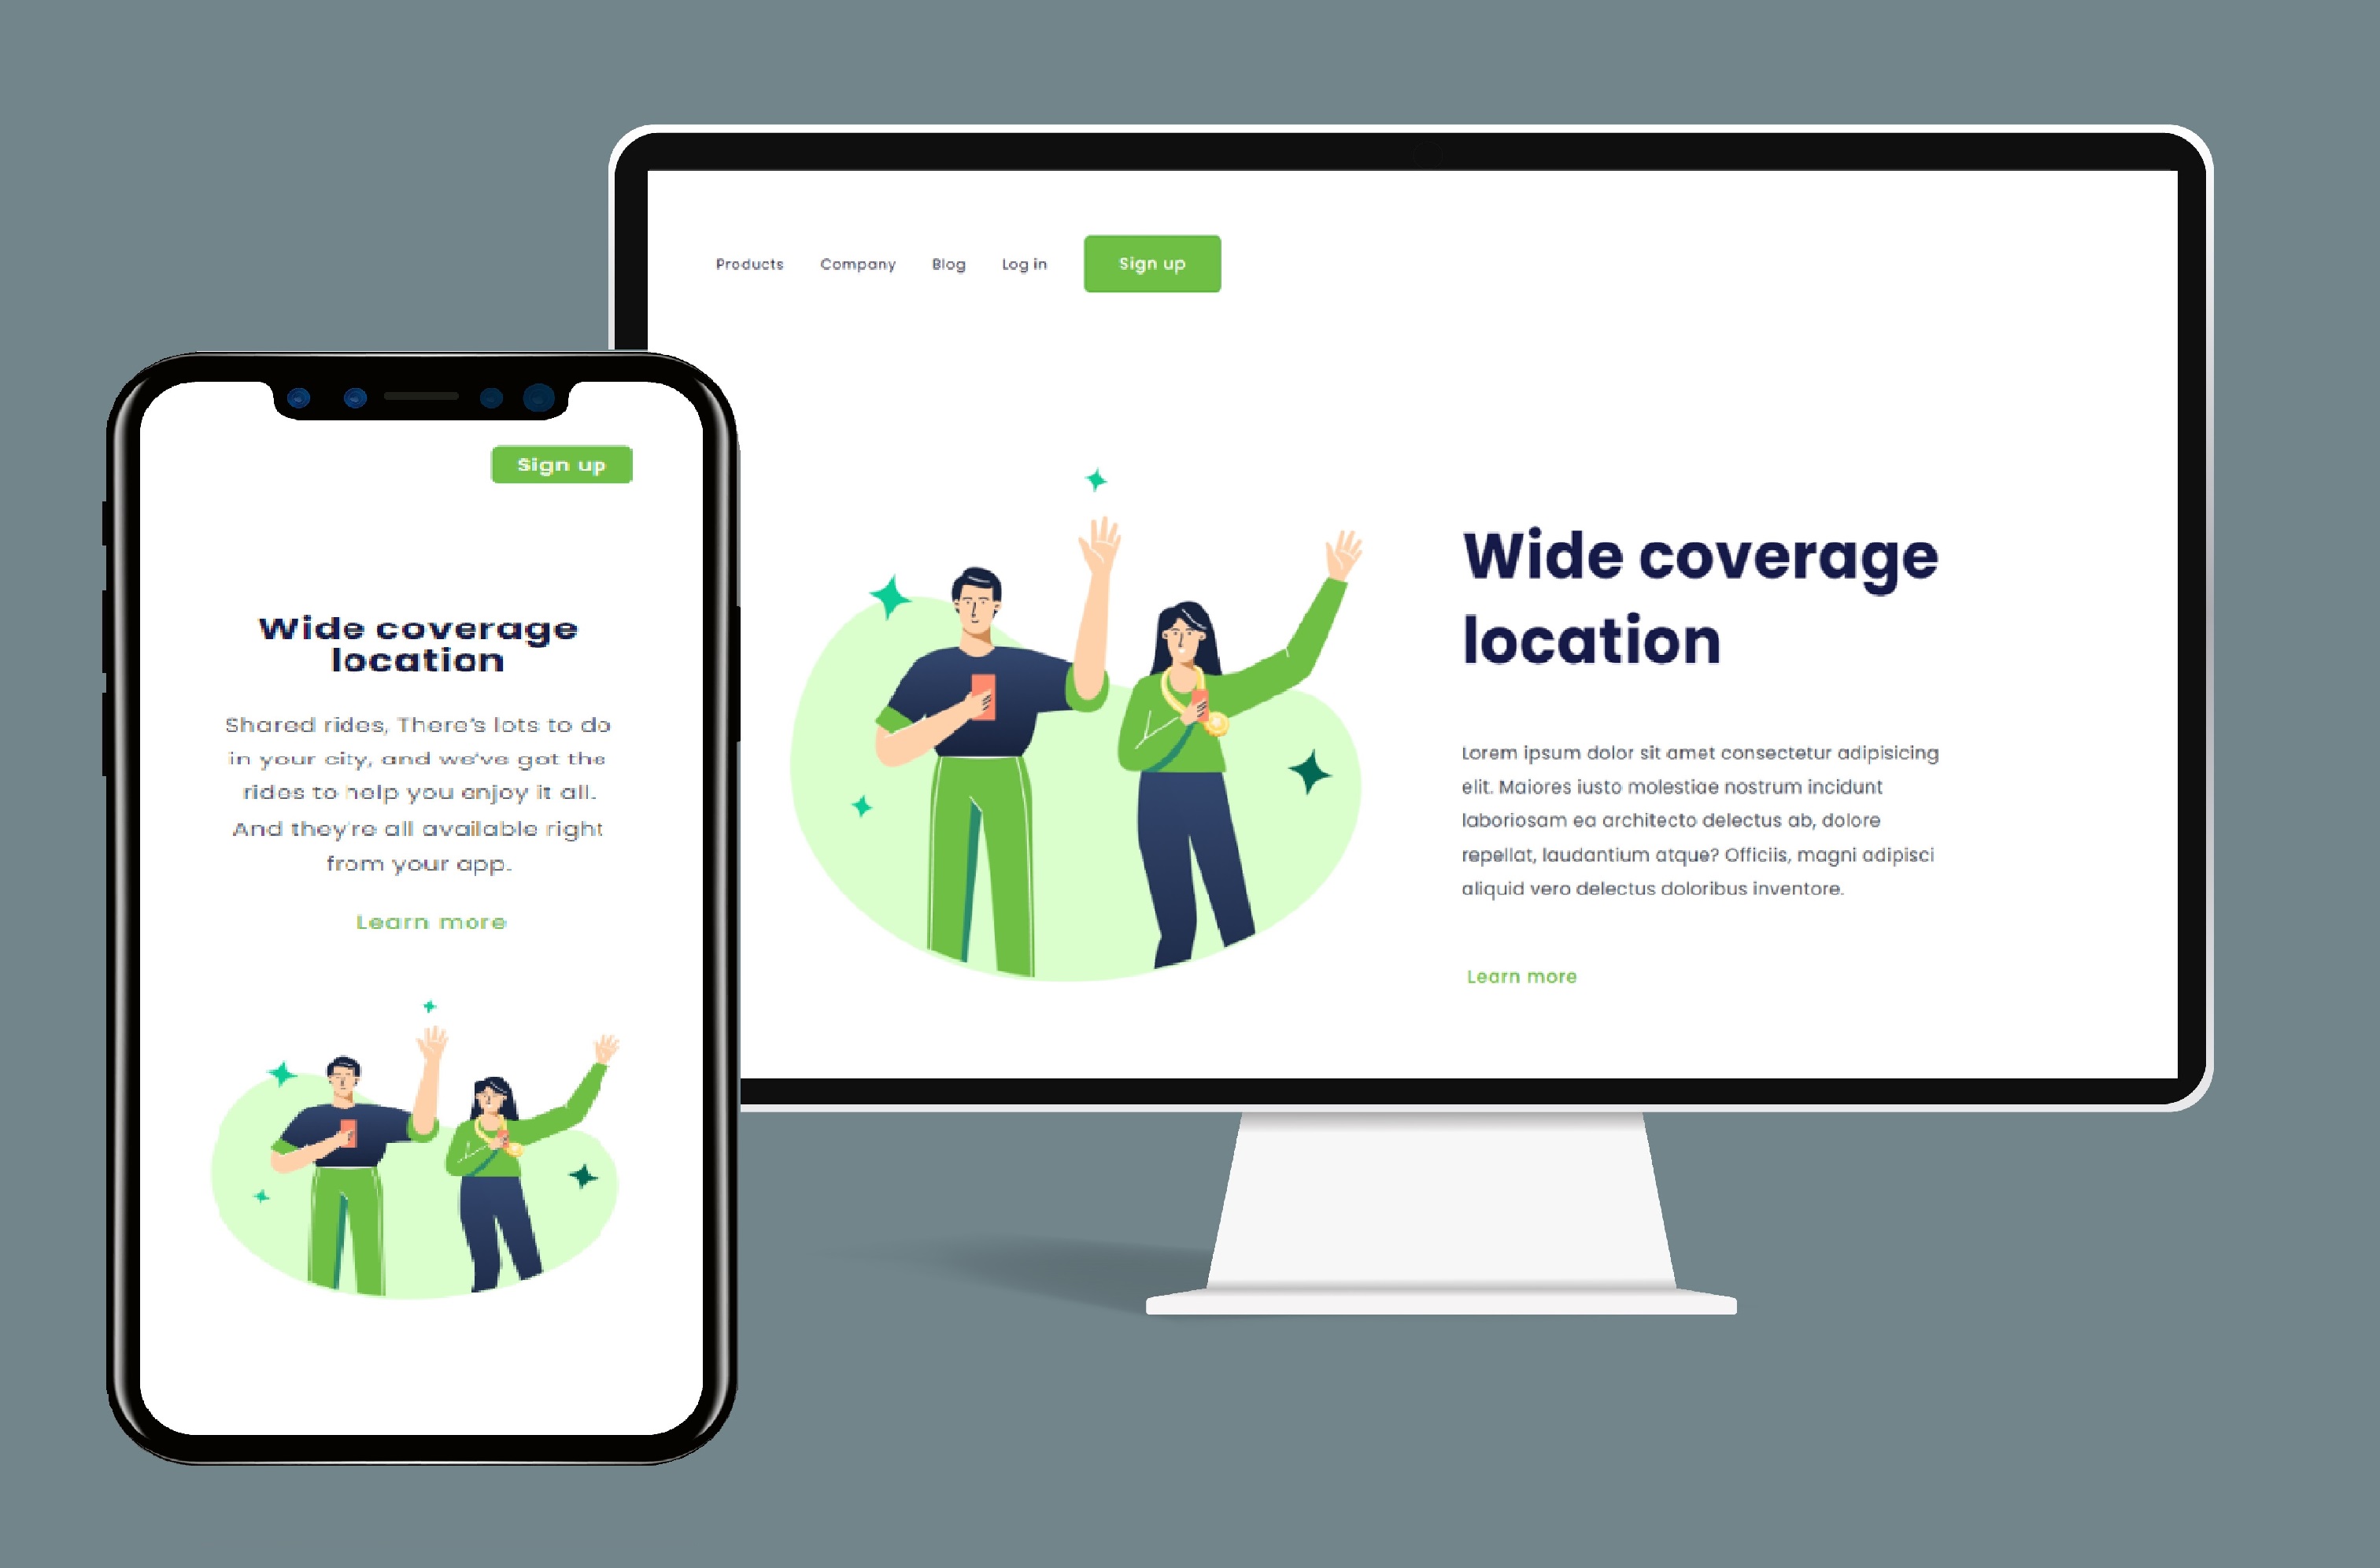 Products Company Blog Log in Sign up
Wide coverage
location
Lorem ipsum dolor sit amet consectetur adipisicing
elit. Maiores iusto molestiae nostrum incidunt
laboriosam ea architecto delectus ab, dolore
repellat, laudantium atque? Officiis, magni adipisci
aliquid vero delectus doloribus inventore.
Learn more
Sign up
Wide coverage
location
Shared rides, There's lots to do
in your city, and we've got the
rides to help you enjoy it all.
And they're all available right
from your app.
Learn more